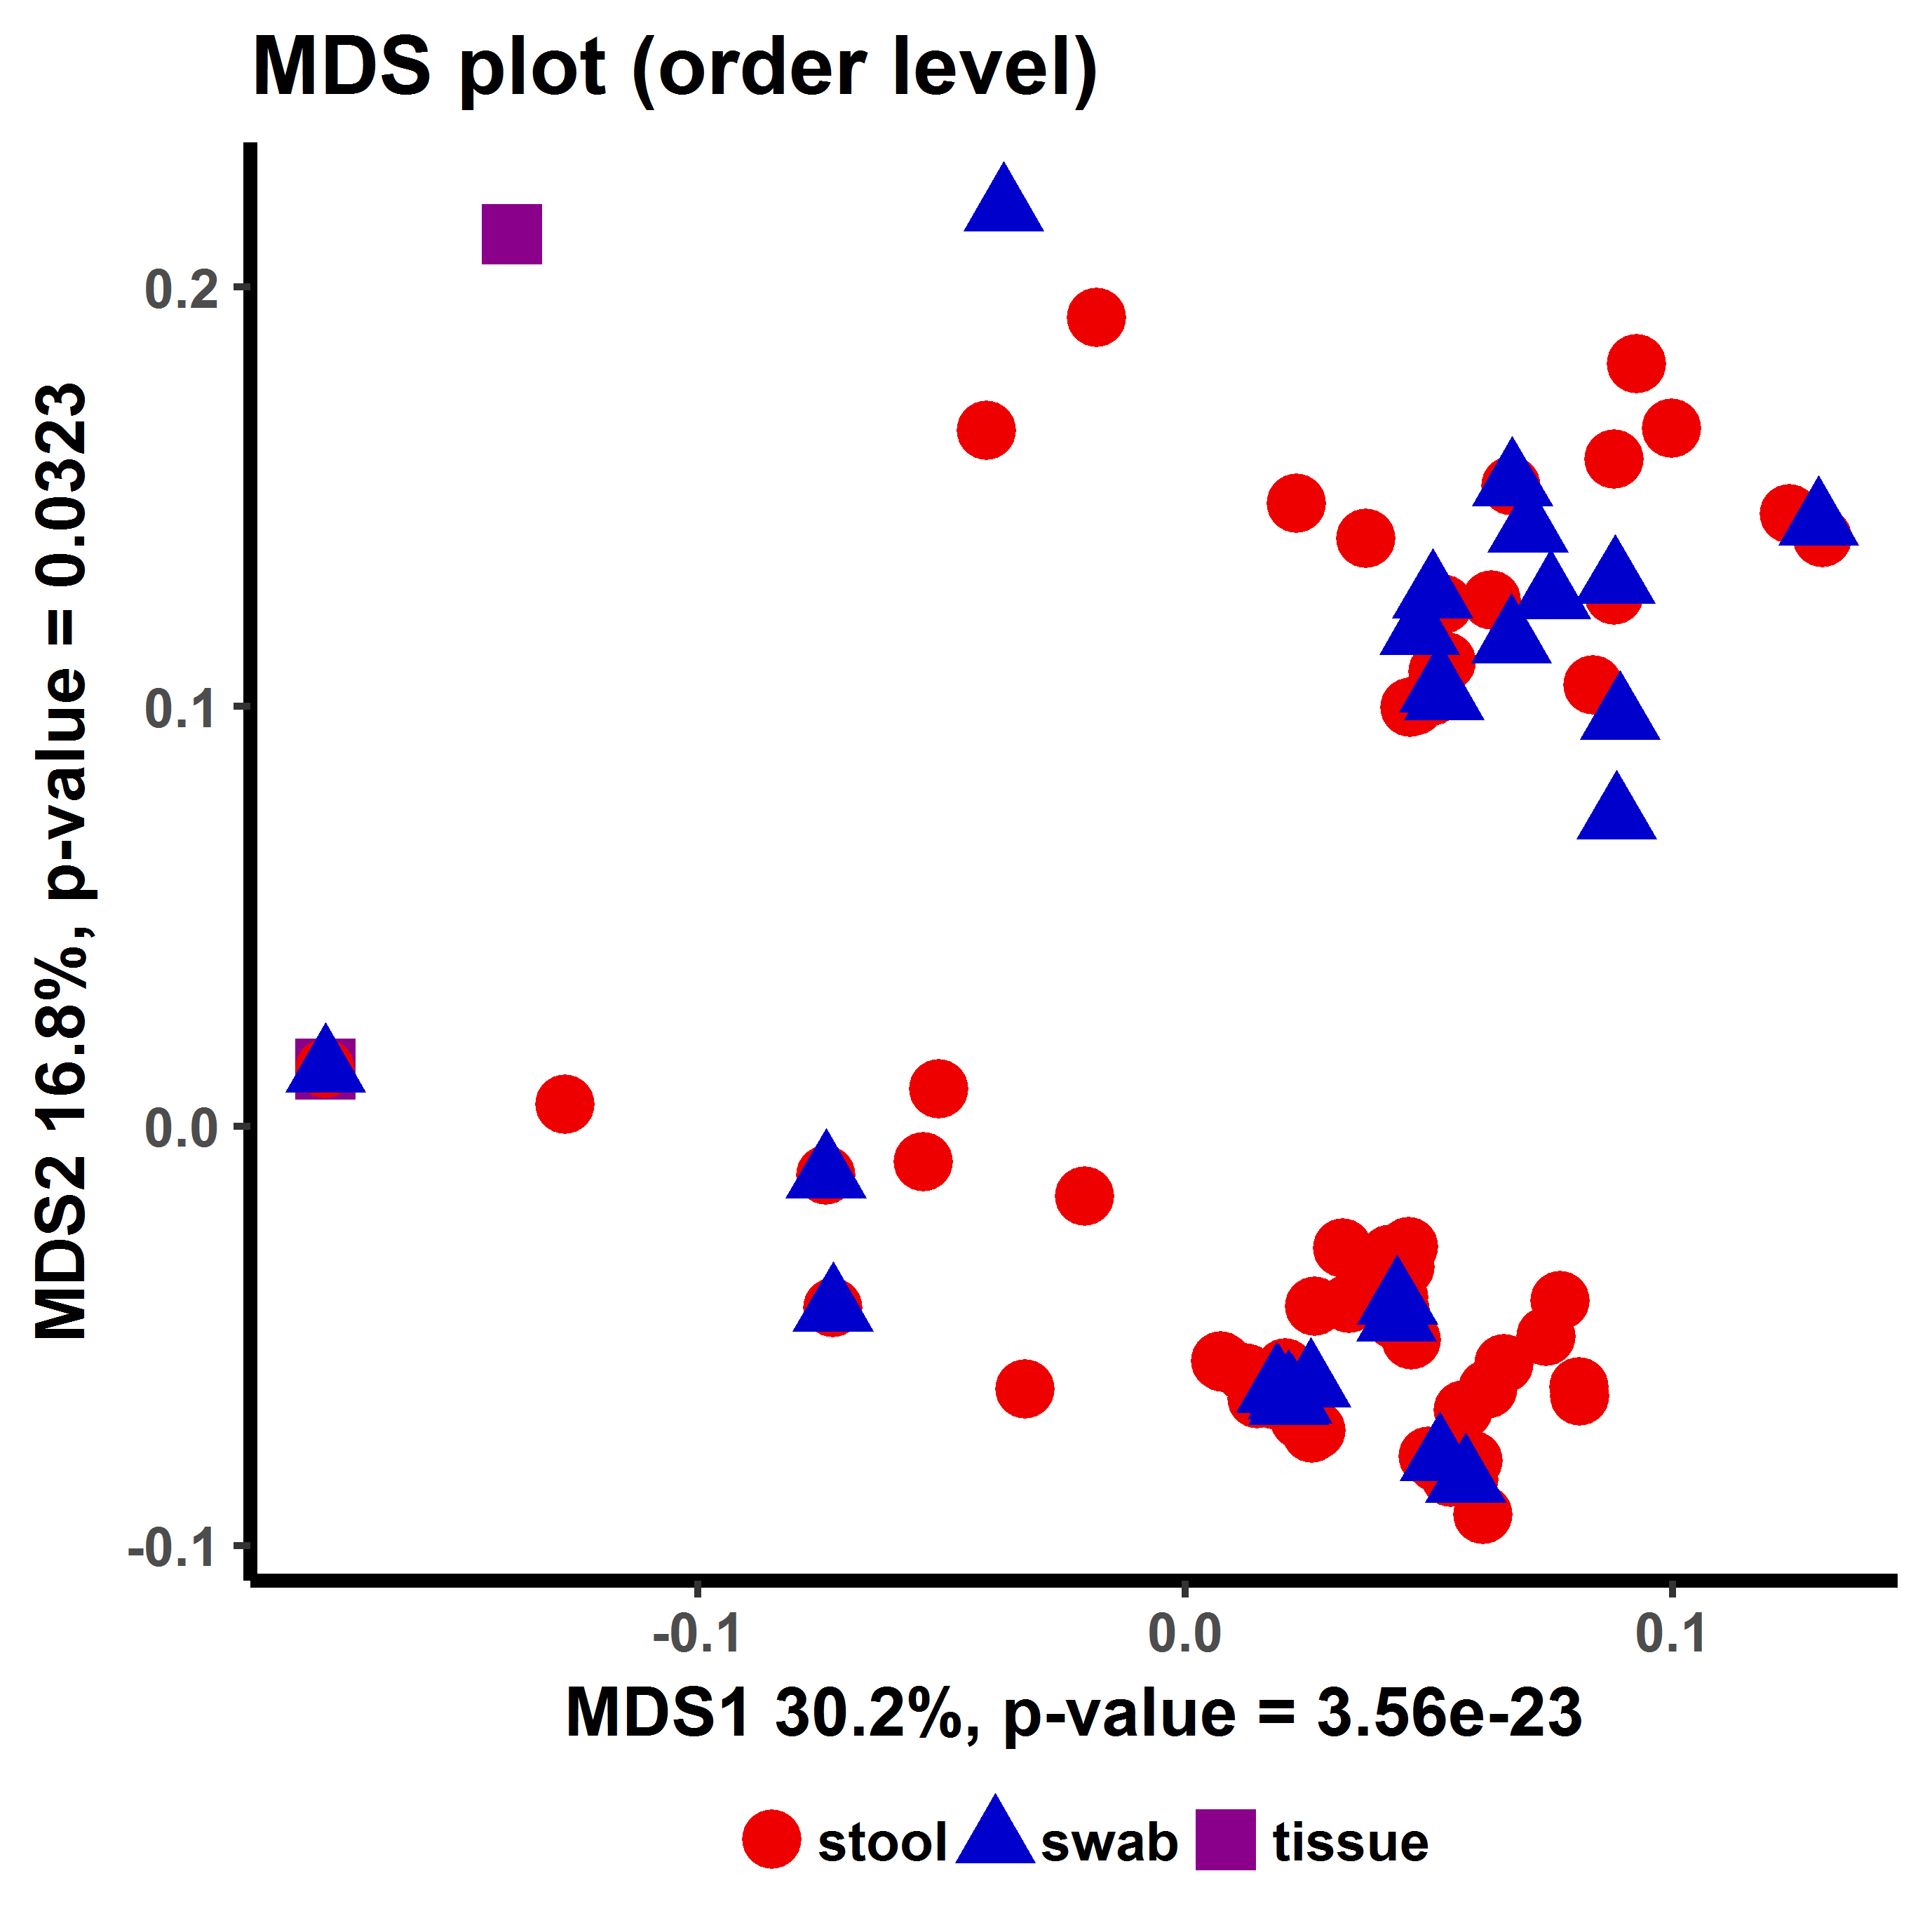 MDS plot (order level)
MDS2 16.8%, p-value = 0.0323
0.2
0.1
0.0
-0.1
-0.1 0.0 0.1
MDS1 30.2%, p-value = 3.56e-23
stool swab tissue